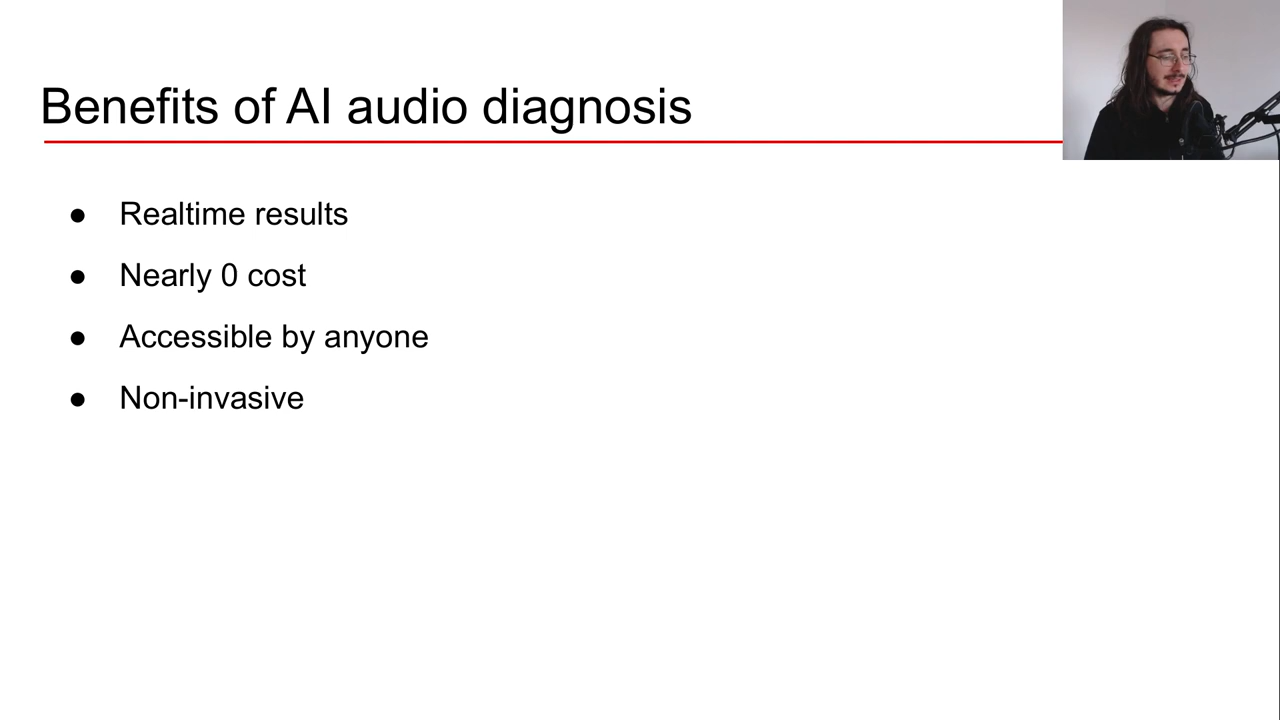 Benefits of AI audio diagnosis
● Realtime results
● Nearly 0 cost
● Accessible by anyone
● Non-invasive